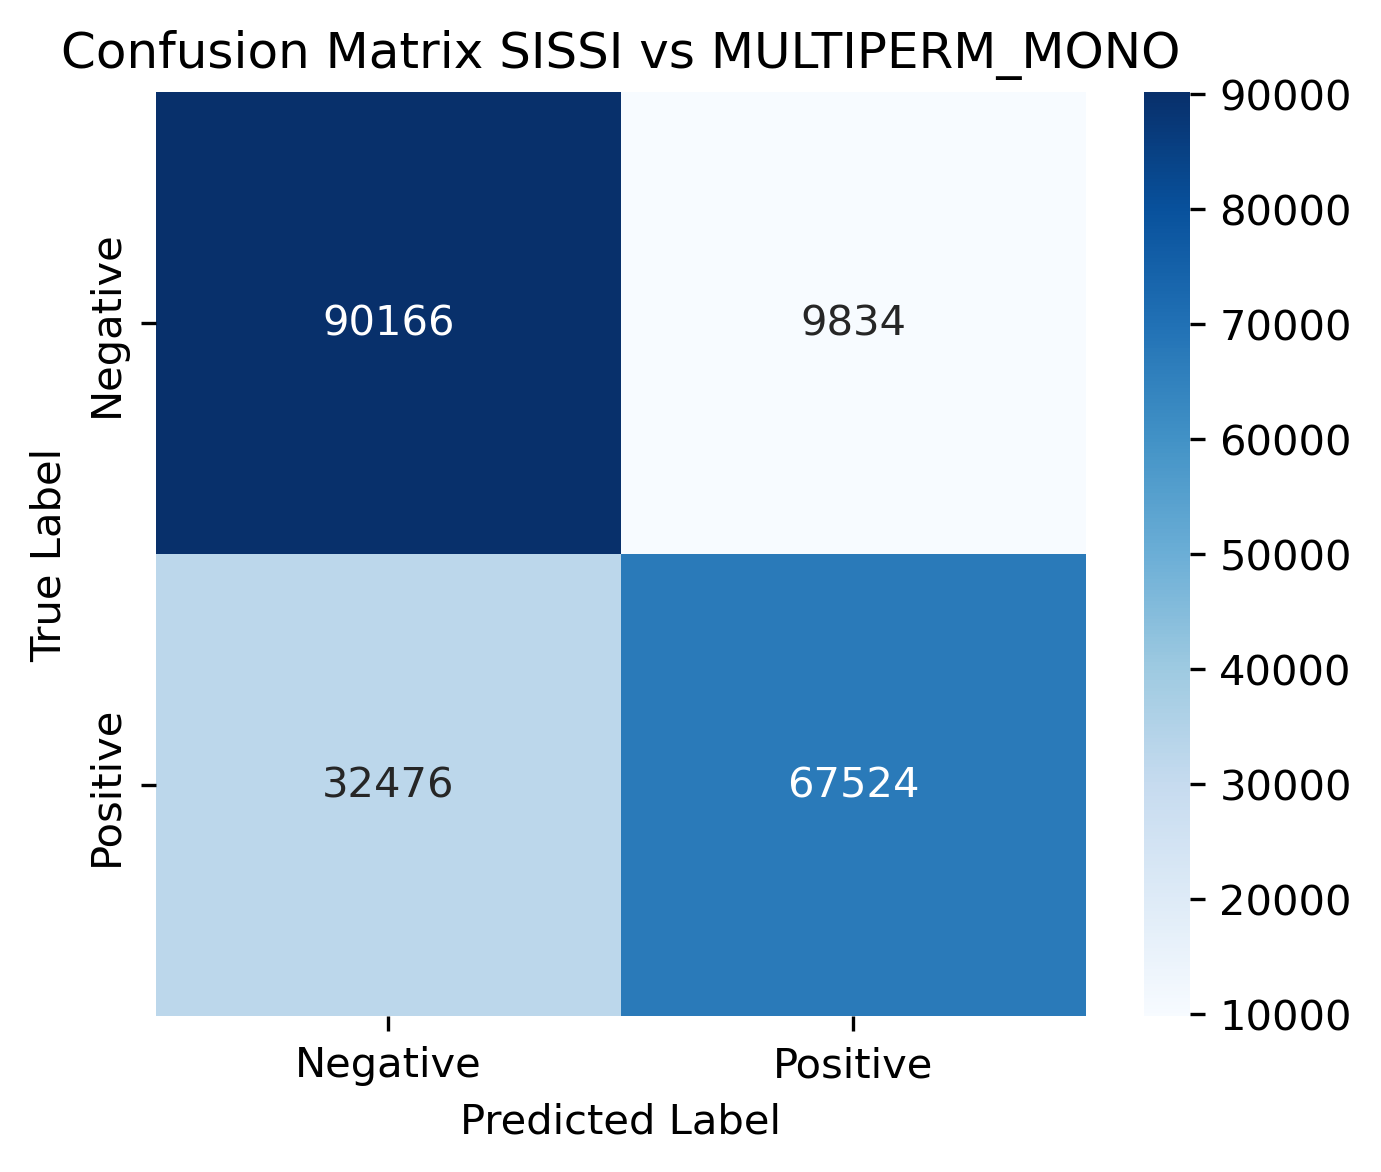 Confusion Matrix SISSI vs MULTIPERM_MONO
True Label
Negative
Positive
90166 9834
32476 67524
Negative Positive
Predicted Label
90000
80000
70000
60000
50000
40000
30000
20000
10000